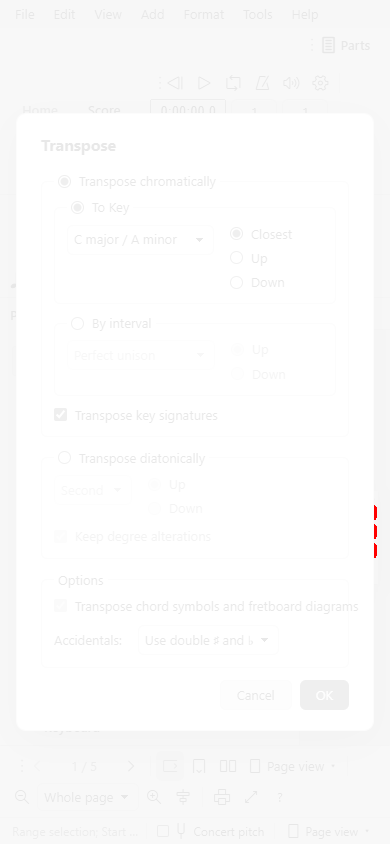 File Edit View Add Format Tools Help
Parts
Home Score 0:00:00.0 1 1
Transpose
Transpose chromatically
To Key
C major / A minor
Closest
Up
Down
By interval
Perfect unison
Up
Down
Transpose key signatures
Transpose diatonically
Second
Up
Down
Keep degree alterations
Options
Transpose chord symbols and fretboard diagrams
Accidentals: Use double ♯ and ♭
Cancel OK
1 / 5 Page view
Whole page ?
Range selection; Start ... Concert pitch Page view